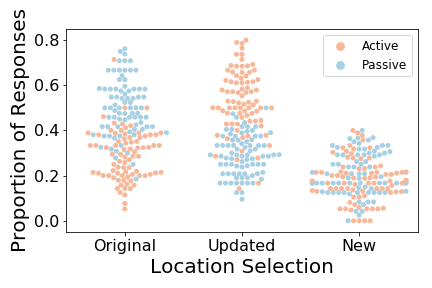 Proportion of Responses
0.8
0.6
0.4
0.2
0.0
Active
Passive
Original Updated New
Location Selection